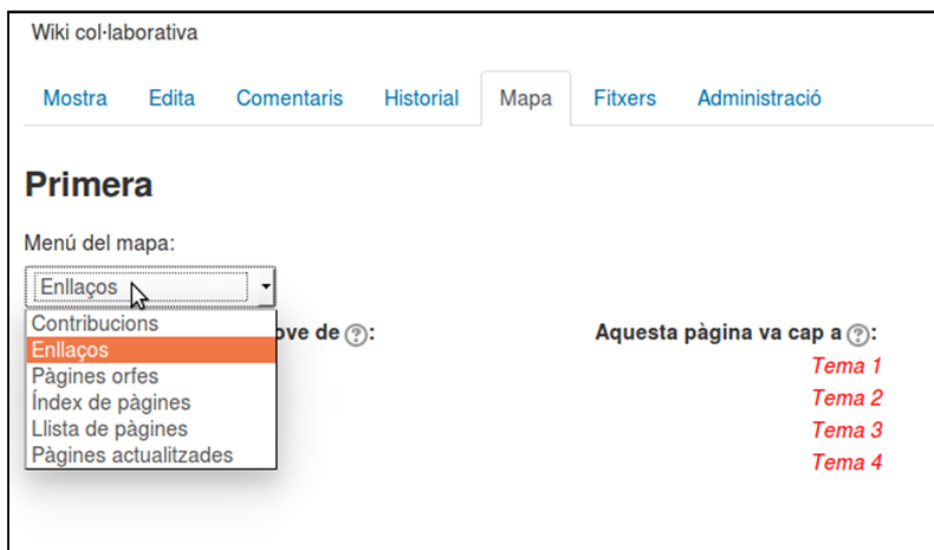 Wiki col·laborativa
Mostra Edita Comentaris Historial Mapa Fitxers Administració
Primera
Menú del mapa:
Enllaços
Contribucions
Enllaços
Pàgines orfes
Índex de pàgines
Llista de pàgines
Pàgines actualitzades
de ?:
Aquesta pàgina va cap a ?:
Tema 1
Tema 2
Tema 3
Tema 4